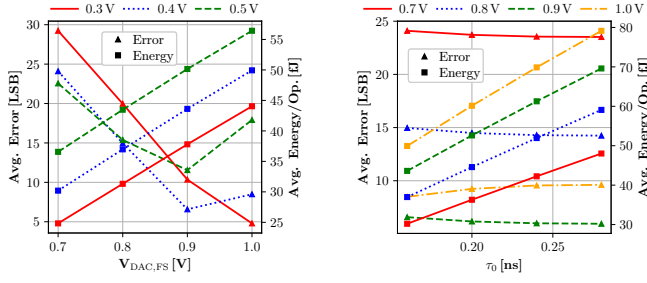 0.3 V 0.4 V 0.5 V
Avg. Error [LSB]
30
25
20
15
10
5
Error
Energy
55
50
45
40
35
30
25
Avg. Energy/Op. [fJ]
0.7 0.8 0.9 1.0
V_DAC,FS [V]
0.7 V 0.8 V 0.9 V 1.0 V
Avg. Error [LSB]
25
20
15
10
Error
Energy
80
70
60
50
40
30
Avg. Energy/Op. [fJ]
0.20 0.25
τ₀ [ns]